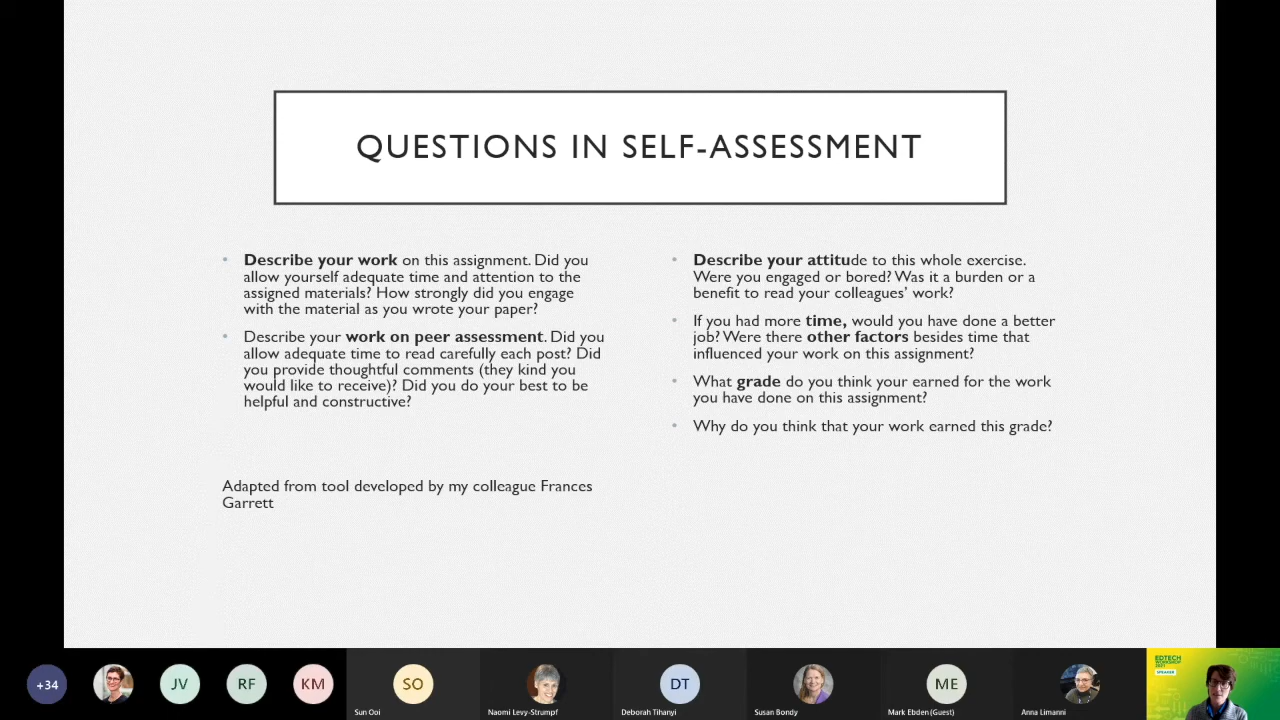 QUESTIONS IN SELF-ASSESSMENT
• Describe your work on this assignment. Did you
allow yourself adequate time and attention to the
assigned materials? How strongly did you engage
with the material as you wrote your paper?
• Describe your work on peer assessment. Did you
allow adequate time to read carefully each post? Did
you provide thoughtful comments (they kind you
would like to receive)? Did you do your best to be
helpful and constructive?
Adapted from tool developed by my colleague Frances
Garrett
• Describe your attitude to this whole exercise.
Were you engaged or bored? Was it a burden or a
benefit to read your colleagues' work?
• If you had more time, would you have done a better
job? Were there other factors besides time that
influenced your work on this assignment?
• What grade do you think your earned for the work
you have done on this assignment?
• Why do you think that your work earned this grade?
+34
JV
RF
KM
SO
Sun Ooi
Naomi Levy-Strumpf
DT
Deborah Tihanyi
Susan Bondy
ME
Mark Ebden (Guest)
Anna Limanni
EDTECH
WORKSHOP
2021
SPEAKER